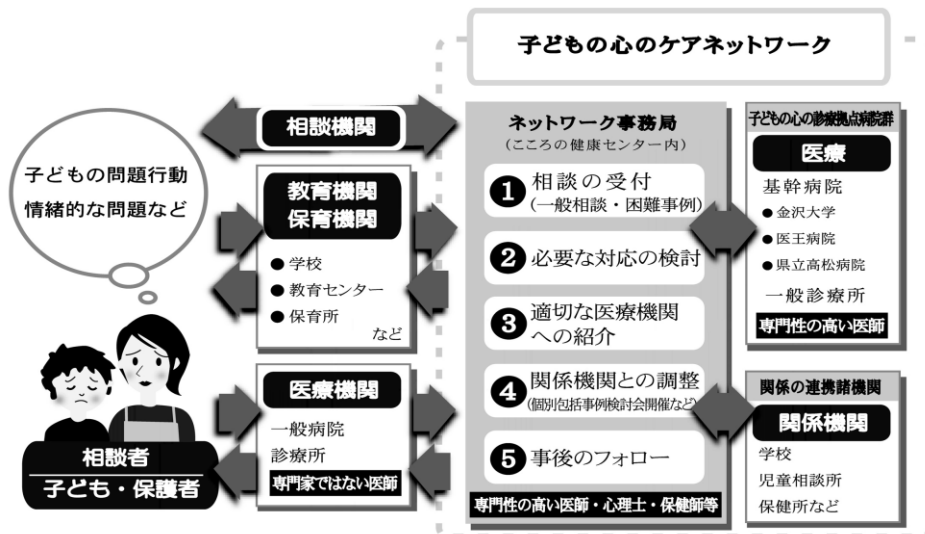 子どもの心のケアネットワーク
相談機関
子どもの問題行動
情緒的な問題など
教育機関
保育機関
● 学校
● 教育センター
● 保育所
など
医療機関
一般病院
診療所
専門家ではない医師
相談者
子ども・保護者
ネットワーク事務局
(こころの健康センター内)
❶ 相談の受付
(一般相談・困難事例)
❷ 必要な対応の検討
❸ 適切な医療機関
への紹介
❹ 関係機関との調整
(個別包括事例検討会開催など)
❺ 事後のフォロー
専門性の高い医師・心理士・保健師等
子どもの心の診療拠点病院群
医療
基幹病院
● 金沢大学
● 医王病院
● 県立高松病院
一般診療所
専門性の高い医師
関係の連携諸機関
関係機関
学校
児童相談所
保健所など